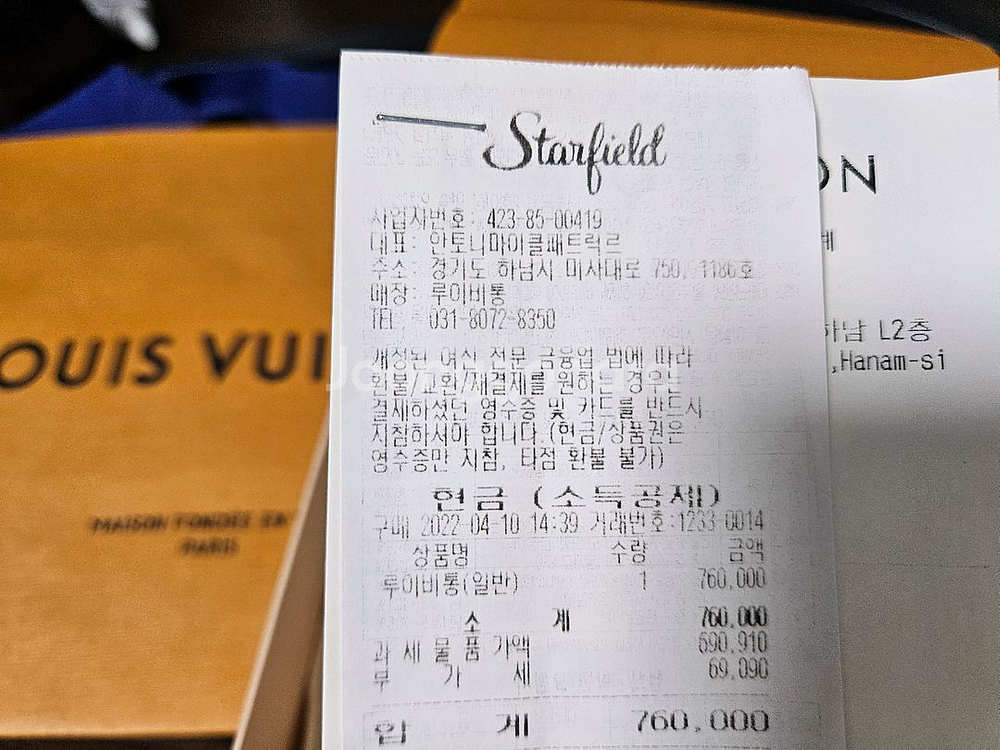 Starfield
사업자번호: 423-85-00419
대표: 안토니마이클패트릭르
주소: 경기도 하남시 미사대로 750, 1186호
매장: 루이비통
TEL: 031-8072-8350
개정된 여신 전문 금융업 법에 따라
환불/교환/재결제를 원하는 경우는
결제하셨던 영수증 및 카드를 반드시
지참하셔야 합니다.(현금/상품권은
영수증만 지참, 타점 환불 불가)
현금(소득공제)
구매 2022-04-10 14:39 거래번호:1233-0014
상품명 수량 금액
루이비통(일반) 1 760,000
소 계 760,000
과 세 물 품 가액 690,910
부 가 세 69,090
합 계 760,000
OUIS VUI
MAISON FONDÉE EN
PARIS
ON
하남 L2층
,Hanam-si